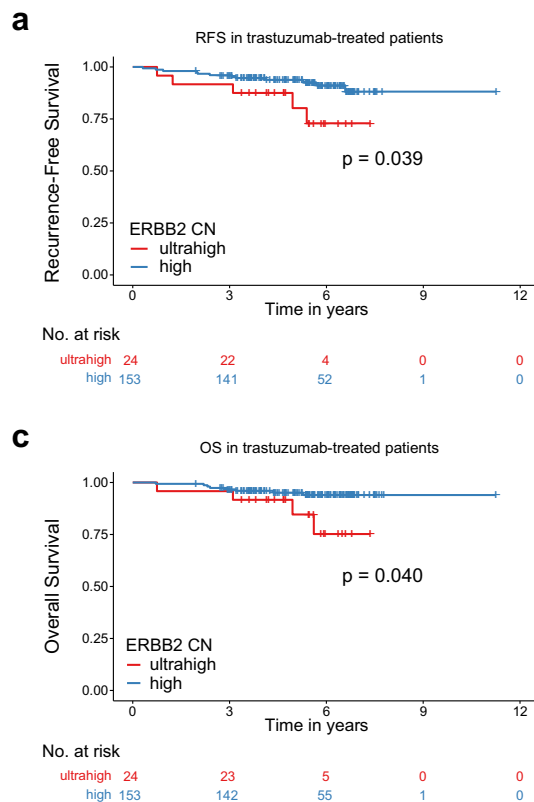 a
RFS in trastuzumab-treated patients
Recurrence-Free Survival
1.00
0.75
0.50
0.25
0.00
p = 0.039
ERBB2 CN
ultrahigh
high
0 3 6 9 12
Time in years
No. at risk
ultrahigh 24 22 4 0 0
high 153 141 52 1 0
c
OS in trastuzumab-treated patients
Overall Survival
1.00
0.75
0.50
0.25
0.00
p = 0.040
ERBB2 CN
ultrahigh
high
0 3 6 9 12
Time in years
No. at risk
ultrahigh 24 23 5 0 0
high 153 142 55 1 0